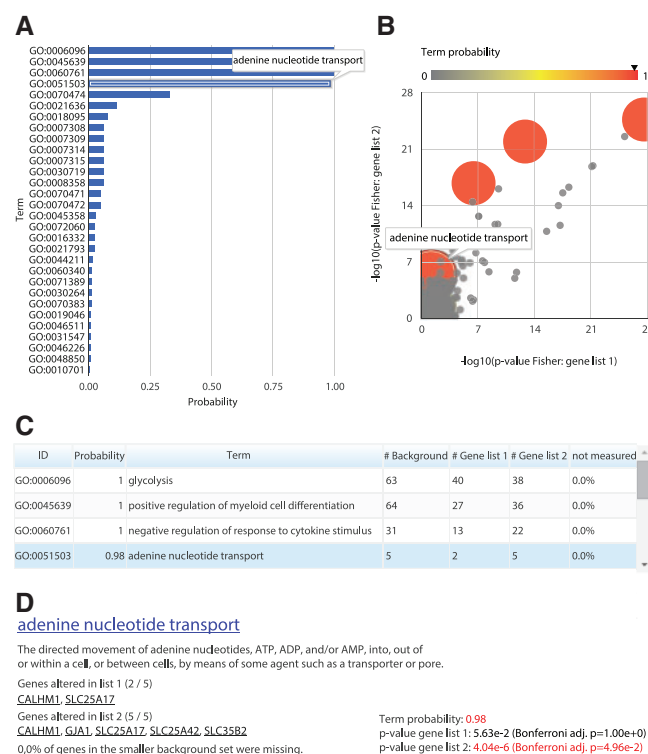 A
GO:0006096
GO:0045639
GO:0060761
GO:0051503
GO:0070474
GO:0021636
GO:0018095
GO:0007308
GO:0007309
GO:0007314
GO:0007315
GO:0030719
GO:0008358
GO:0070471
GO:0070472
GO:0045358
GO:0072060
GO:0016332
GO:0021793
GO:0044211
GO:0060340
GO:0071389
GO:0030264
GO:0070383
GO:0019046
GO:0046511
GO:0031547
GO:0046226
GO:0048850
GO:0010701
Term
adenine nucleotide transport
0.00 0.25 0.50 0.75 1.00
Probability
B
Term probability
0 1
28
21
14
7
0
-log10(p-value Fisher: gene list 2)
adenine nucleotide transport
0 7 14 21 2
-log10(p-value Fisher: gene list 1)
C
ID Probability Term # Background # Gene list 1 # Gene list 2 not measured
GO:0006096 1 glycolysis 63 40 38 0.0%
GO:0045639 1 positive regulation of myeloid cell differentiation 64 27 36 0.0%
GO:0060761 1 negative regulation of response to cytokine stimulus 31 13 22 0.0%
GO:0051503 0.98 adenine nucleotide transport 5 2 5 0.0%
D
adenine nucleotide transport
The directed movement of adenine nucleotides, ATP, ADP, and/or AMP, into, out of
or within a cell, or between cells, by means of some agent such as a transporter or pore.
Genes altered in list 1 (2 / 5)
CALHM1, SLC25A17
Genes altered in list 2 (5 / 5)
CALHM1, GJA1, SLC25A17, SLC25A42, SLC35B2
0,0% of genes in the smaller background set were missing.
Term probability: 0.98
p-value gene list 1: 5.63e-2 (Bonferroni adj. p=1.00e+0)
p-value gene list 2: 4.04e-6 (Bonferroni adj. p=4.96e-2)